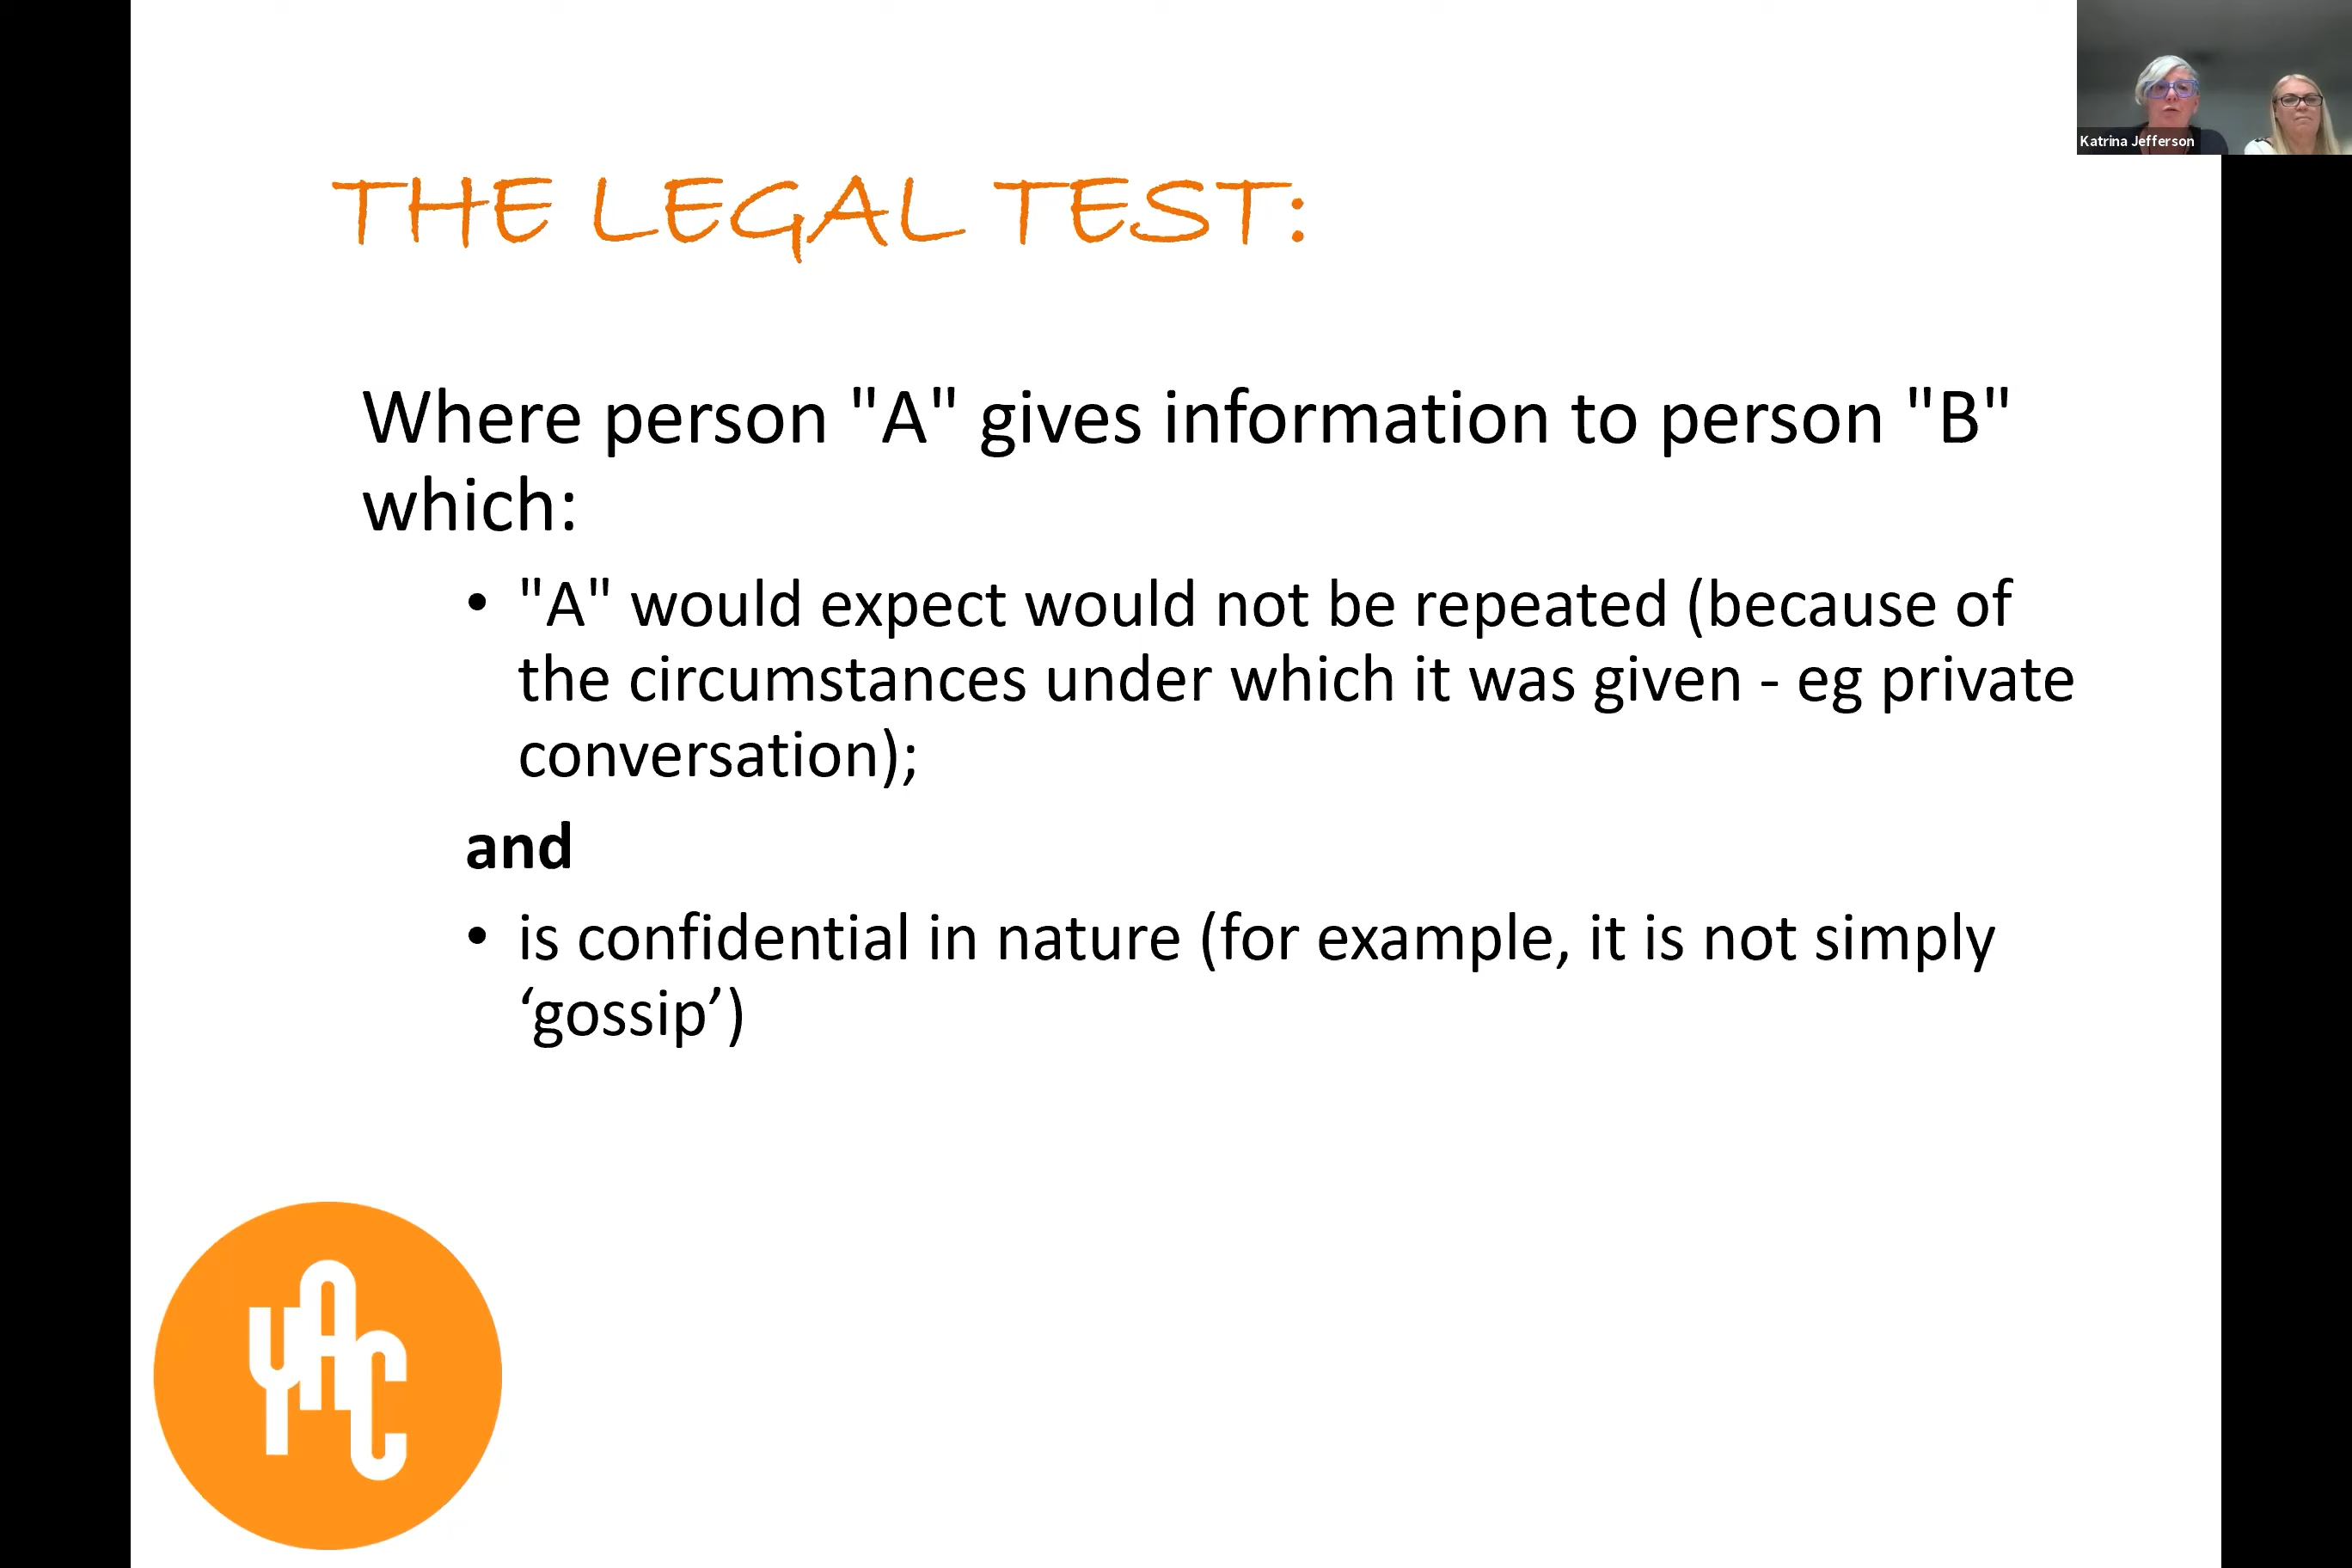 Katrina Jefferson
THE LEGAL TEST:
Where person "A" gives information to person "B"
which:
• "A" would expect would not be repeated (because of
the circumstances under which it was given - eg private
conversation);
and
• is confidential in nature (for example, it is not simply
‘gossip’)
YAC